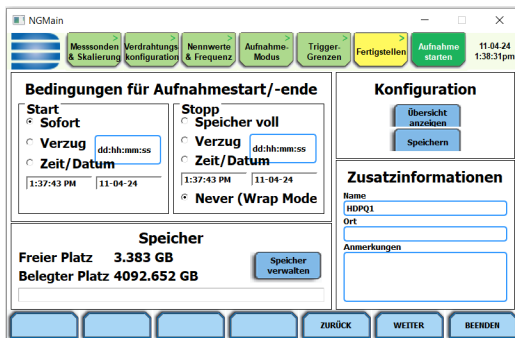 NGMain
Messsonden & Skalierung
Verdrahtungs konfiguration
Nennwerte & Frequenz
Aufnahme- Modus
Trigger- Grenzen
Fertigstellen
Aufnahme starten
11-04-24
1:38:31pm
Bedingungen für Aufnahmestart/-ende
Start
Sofort
Verzug dd:hh:mm:ss
Zeit/Datum
1:37:43 PM 11-04-24
Stopp
Speicher voll
Verzug dd:hh:mm:ss
Zeit/Datum
1:37:43 PM 11-04-24
Never (Wrap Mode
Konfiguration
Übersicht
anzeigen
Speichern
Zusatzinformationen
Name
HDPQ1
Ort
Anmerkungen
Speicher
Freier Platz 3.383 GB
Belegter Platz 4092.652 GB
Speicher
verwalten
ZURÜCK WEITER BEENDEN